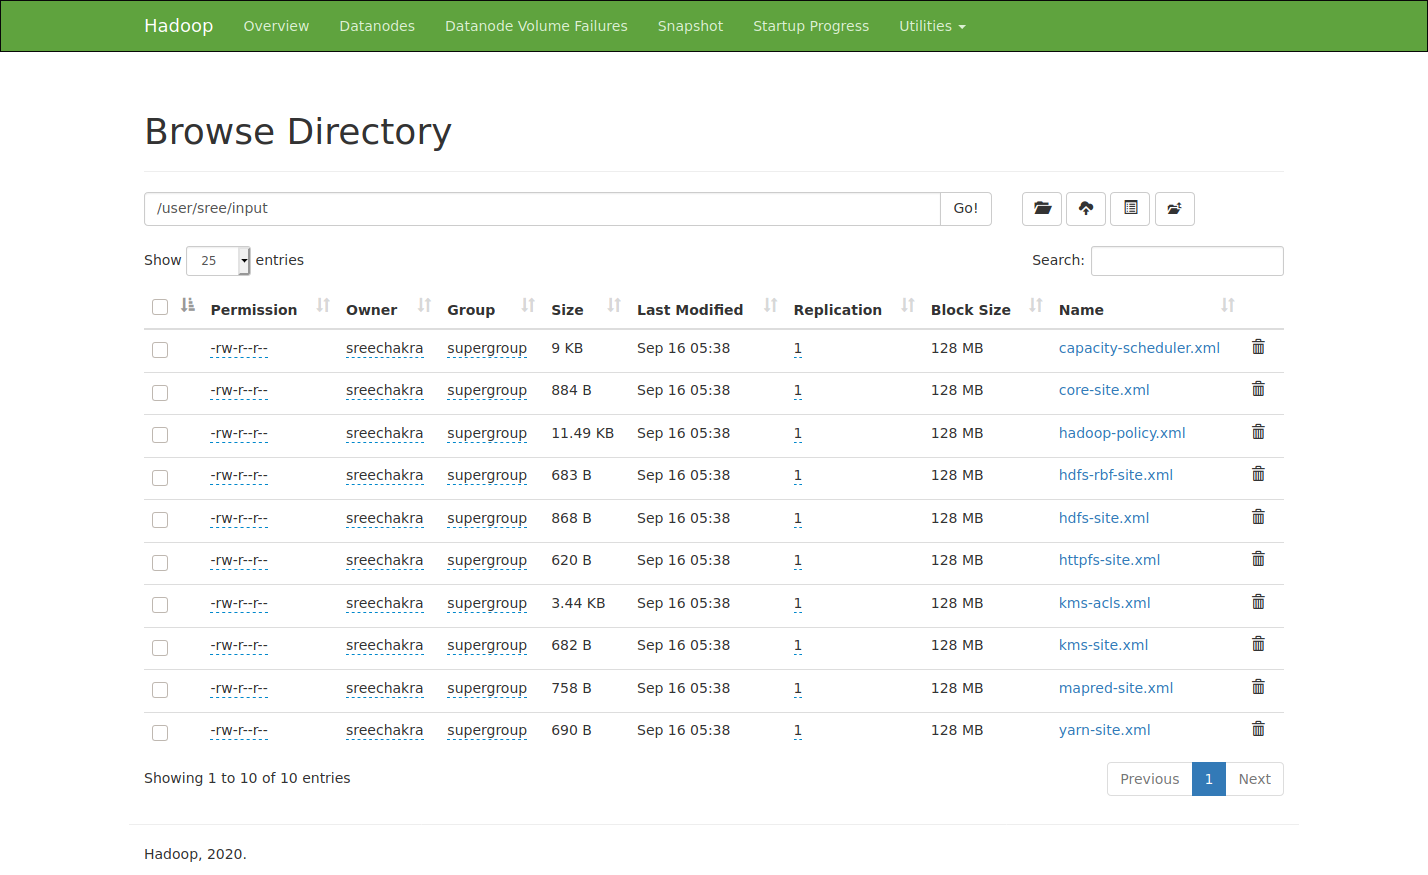 Hadoop Overview Datanodes Datanode Volume Failures Snapshot Startup Progress Utilities
Browse Directory
/user/sree/input Go!
Show 25 entries Search:
Permission Owner Group Size Last Modified Replication Block Size Name
-rw-r--r-- sreechakra supergroup 9 KB Sep 16 05:38 1 128 MB capacity-scheduler.xml
-rw-r--r-- sreechakra supergroup 884 B Sep 16 05:38 1 128 MB core-site.xml
-rw-r--r-- sreechakra supergroup 11.49 KB Sep 16 05:38 1 128 MB hadoop-policy.xml
-rw-r--r-- sreechakra supergroup 683 B Sep 16 05:38 1 128 MB hdfs-rbf-site.xml
-rw-r--r-- sreechakra supergroup 868 B Sep 16 05:38 1 128 MB hdfs-site.xml
-rw-r--r-- sreechakra supergroup 620 B Sep 16 05:38 1 128 MB httpfs-site.xml
-rw-r--r-- sreechakra supergroup 3.44 KB Sep 16 05:38 1 128 MB kms-acls.xml
-rw-r--r-- sreechakra supergroup 682 B Sep 16 05:38 1 128 MB kms-site.xml
-rw-r--r-- sreechakra supergroup 758 B Sep 16 05:38 1 128 MB mapred-site.xml
-rw-r--r-- sreechakra supergroup 690 B Sep 16 05:38 1 128 MB yarn-site.xml
Showing 1 to 10 of 10 entries Previous 1 Next
Hadoop, 2020.